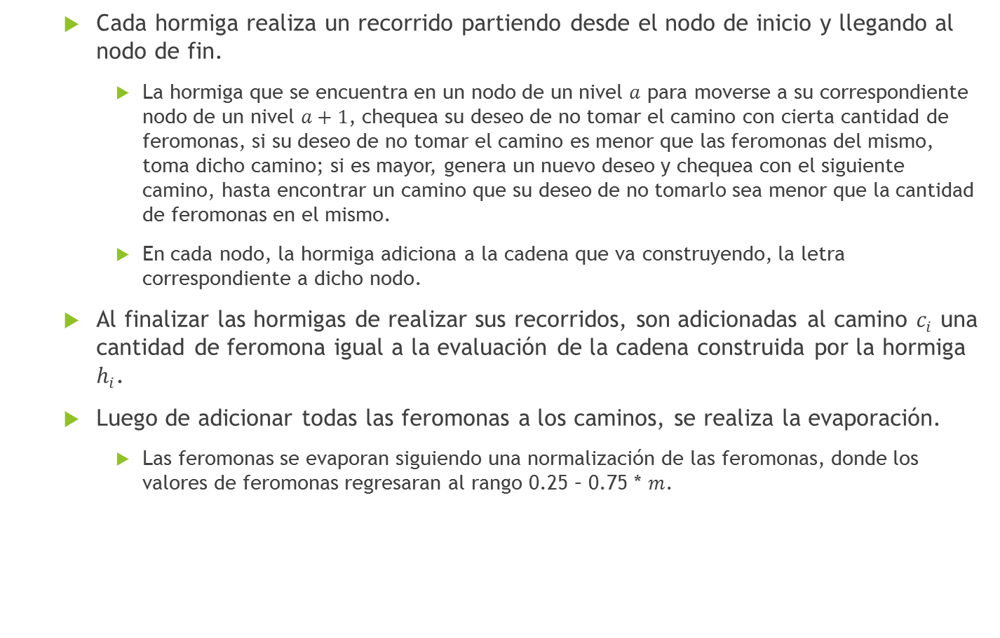 Cada hormiga realiza un recorrido partiendo desde el nodo de inicio y llegando al
nodo de fin.
La hormiga que se encuentra en un nodo de un nivel a para moverse a su correspondiente
nodo de un nivel a + 1, chequea su deseo de no tomar el camino con cierta cantidad de
feromonas, si su deseo de no tomar el camino es menor que las feromonas del mismo,
toma dicho camino; si es mayor, genera un nuevo deseo y chequea con el siguiente
camino, hasta encontrar un camino que su deseo de no tomarlo sea menor que la cantidad
de feromonas en el mismo.
En cada nodo, la hormiga adiciona a la cadena que va construyendo, la letra
correspondiente a dicho nodo.
Al finalizar las hormigas de realizar sus recorridos, son adicionadas al camino cᵢ una
cantidad de feromona igual a la evaluación de la cadena construida por la hormiga
hᵢ.
Luego de adicionar todas las feromonas a los caminos, se realiza la evaporación.
Las feromonas se evaporan siguiendo una normalización de las feromonas, donde los
valores de feromonas regresaran al rango 0.25 – 0.75 * m.